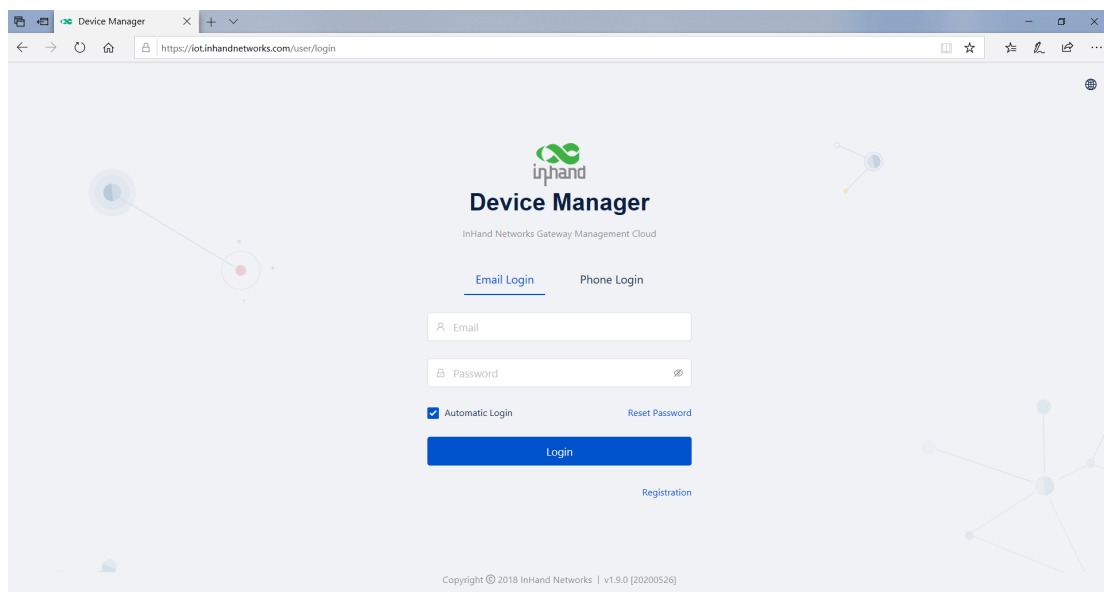 Device Manager
https://iot.inhandnetworks.com/user/login
inhand
Device Manager
InHand Networks Gateway Management Cloud
Email Login Phone Login
Email
Password
Automatic Login Reset Password
Login
Registration
Copyright © 2018 InHand Networks | v1.9.0 [20200526]